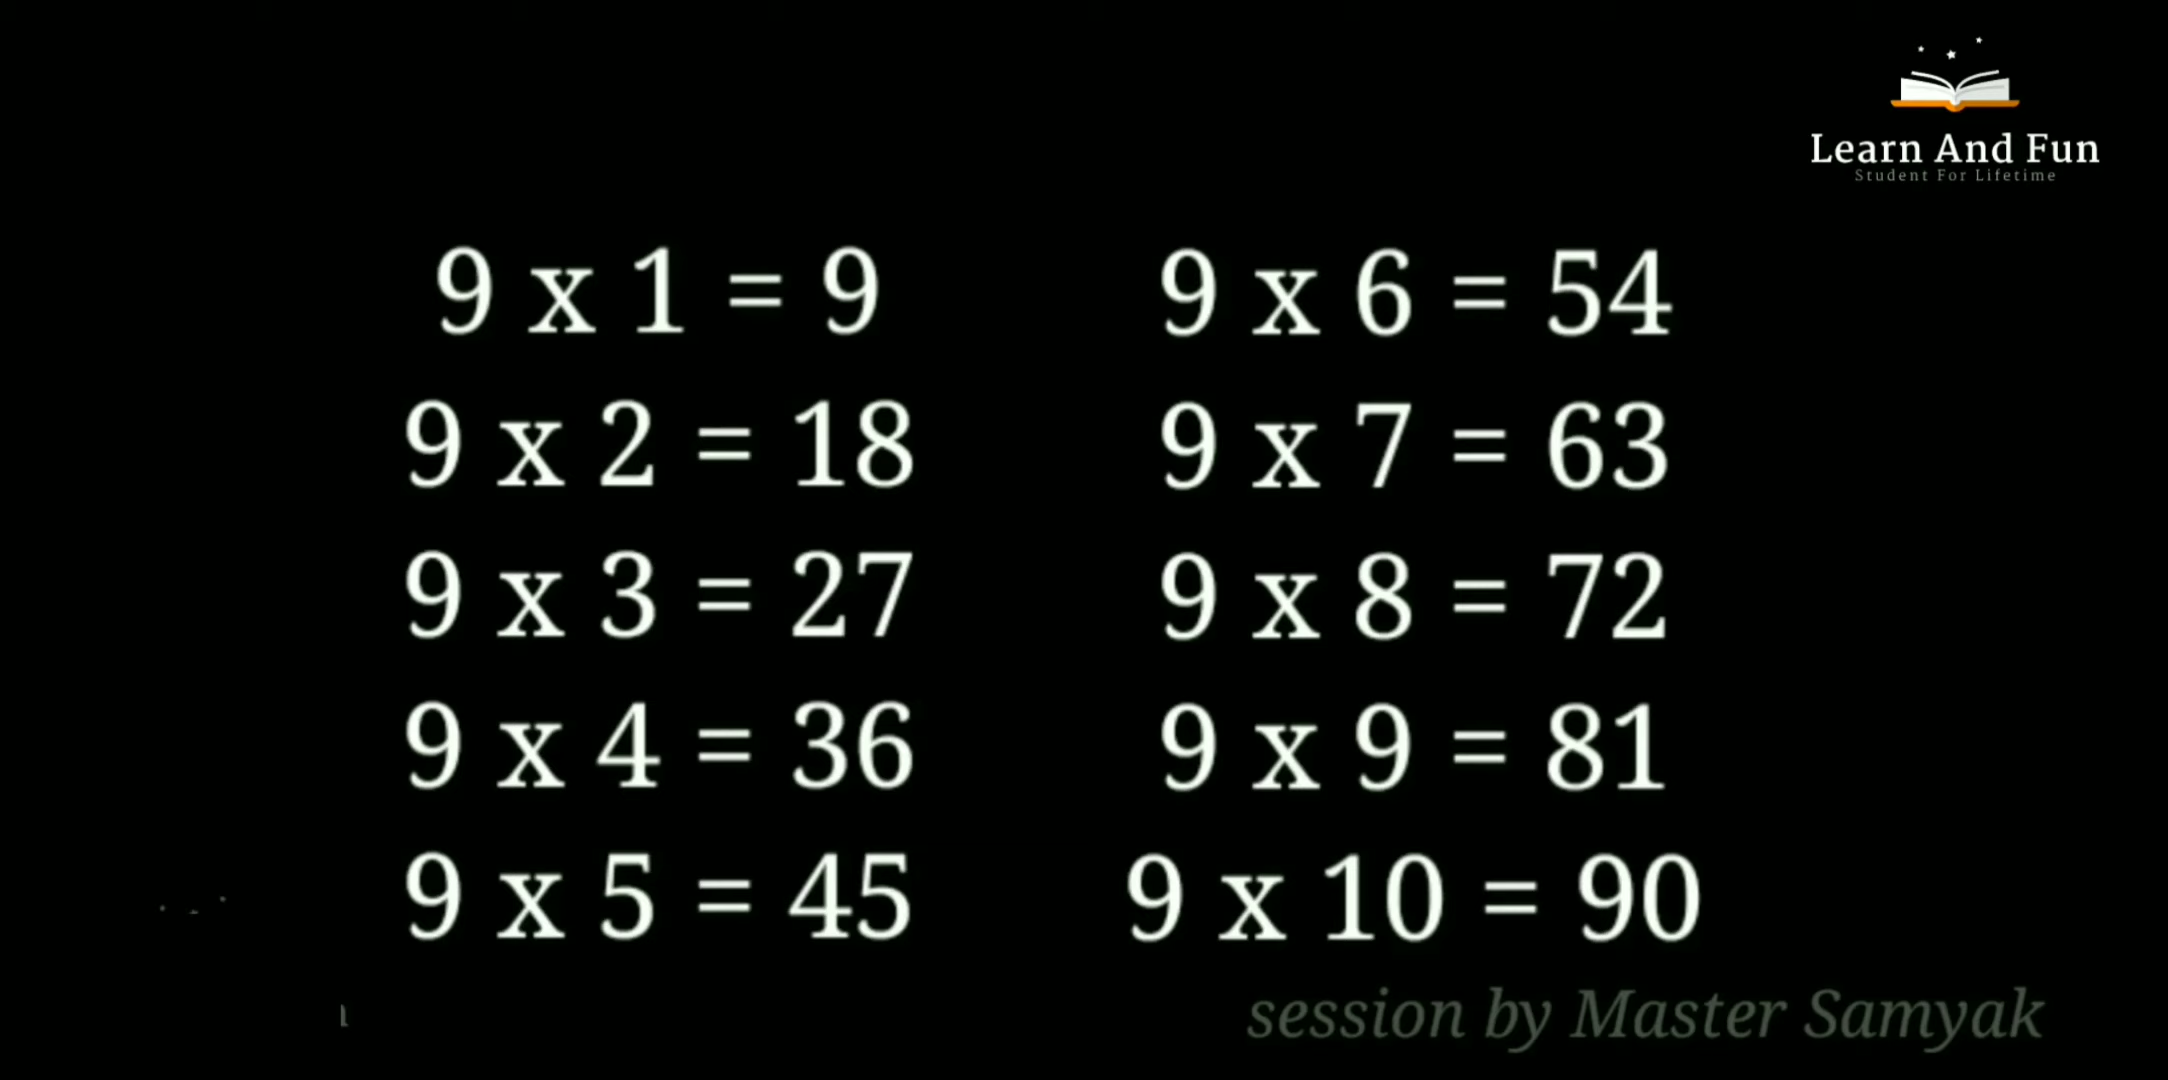 Learn And Fun
Student For Lifetime
9 x 1 = 9
9 x 2 = 18
9 x 3 = 27
9 x 4 = 36
9 x 5 = 45
9 x 6 = 54
9 x 7 = 63
9 x 8 = 72
9 x 9 = 81
9 x 10 = 90
session by Master Samyak